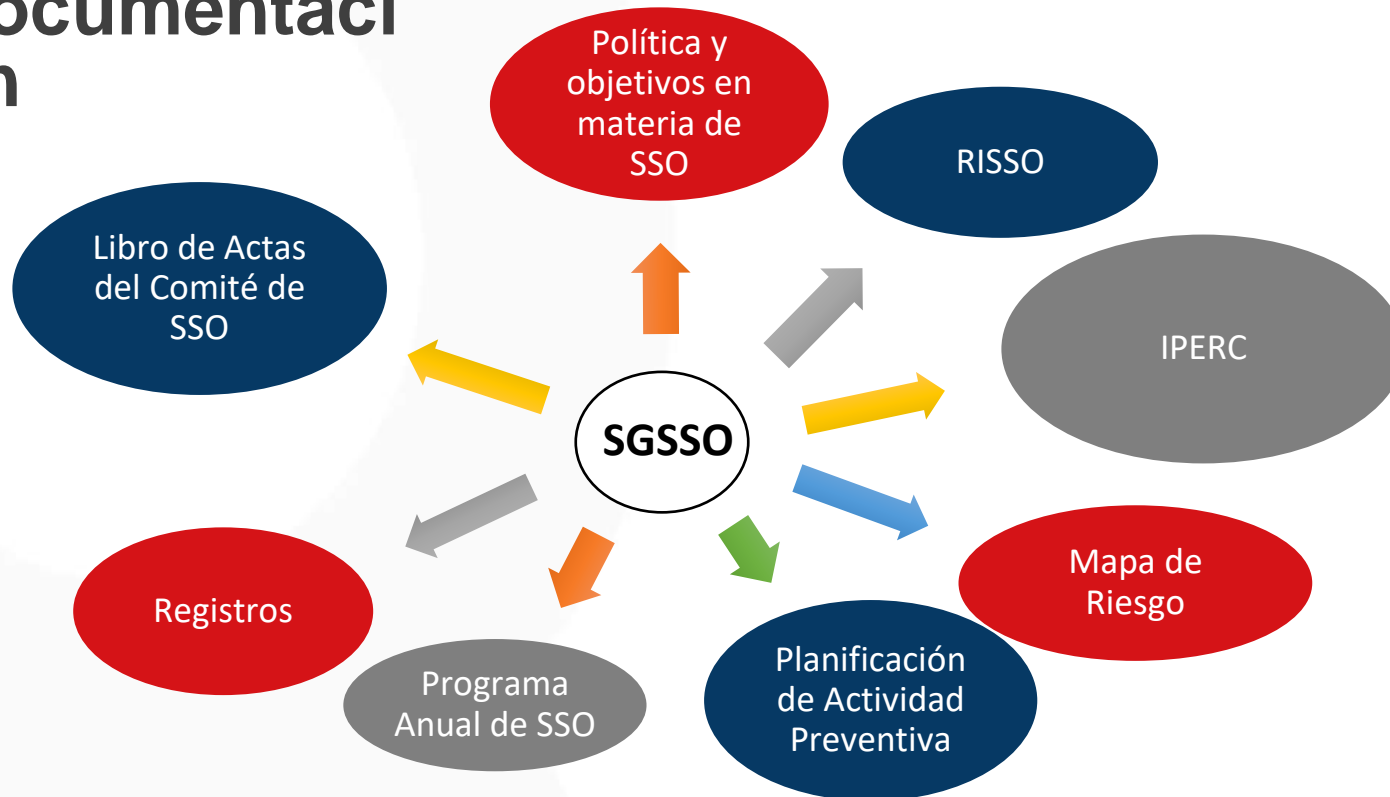 ocumentaci
n
Política y
objetivos en
materia de
SSO
RISSO
Libro de Actas
del Comité de
SSO
IPERC
SGSSO
Mapa de
Riesgo
Registros
Planificación
de Actividad
Preventiva
Programa
Anual de SSO